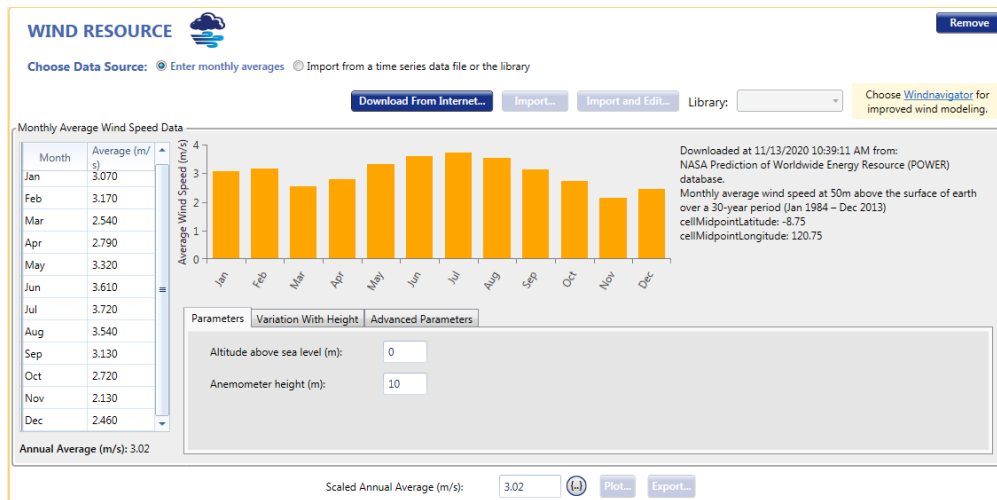 WIND RESOURCE
Remove
Choose Data Source: Enter monthly averages Import from a time series data file or the library
Download From Internet... Import... Import and Edit... Library:
Choose Windnavigator for
improved wind modeling.
Monthly Average Wind Speed Data
Month Average (m/
s)
Jan 3.070
Feb 3.170
Mar 2.540
Apr 2.790
May 3.320
Jun 3.610
Jul 3.720
Aug 3.540
Sep 3.130
Oct 2.720
Nov 2.130
Dec 2.460
Annual Average (m/s): 3.02
Average Wind Speed (m/s)
4
3
2
1
0
Jan Feb Mar Apr May Jun Jul Aug Sep Oct Nov Dec
Downloaded at 11/13/2020 10:39:11 AM from:
NASA Prediction of Worldwide Energy Resource (POWER)
database.
Monthly average wind speed at 50m above the surface of earth
over a 30-year period (Jan 1984 – Dec 2013)
cellMidpointLatitude: -8.75
cellMidpointLongitude: 120.75
Parameters Variation With Height Advanced Parameters
Altitude above sea level (m): 0
Anemometer height (m): 10
Scaled Annual Average (m/s): 3.02 {..} Plot... Export...